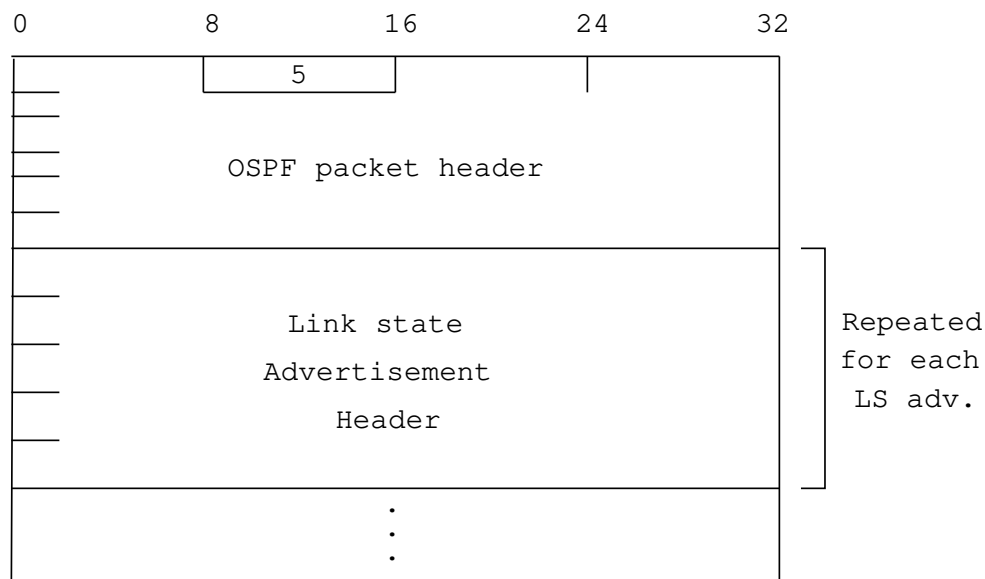 0 8 16 24 32
5
OSPF packet header
Link state
Advertisement
Header
Repeated
for each
LS adv.